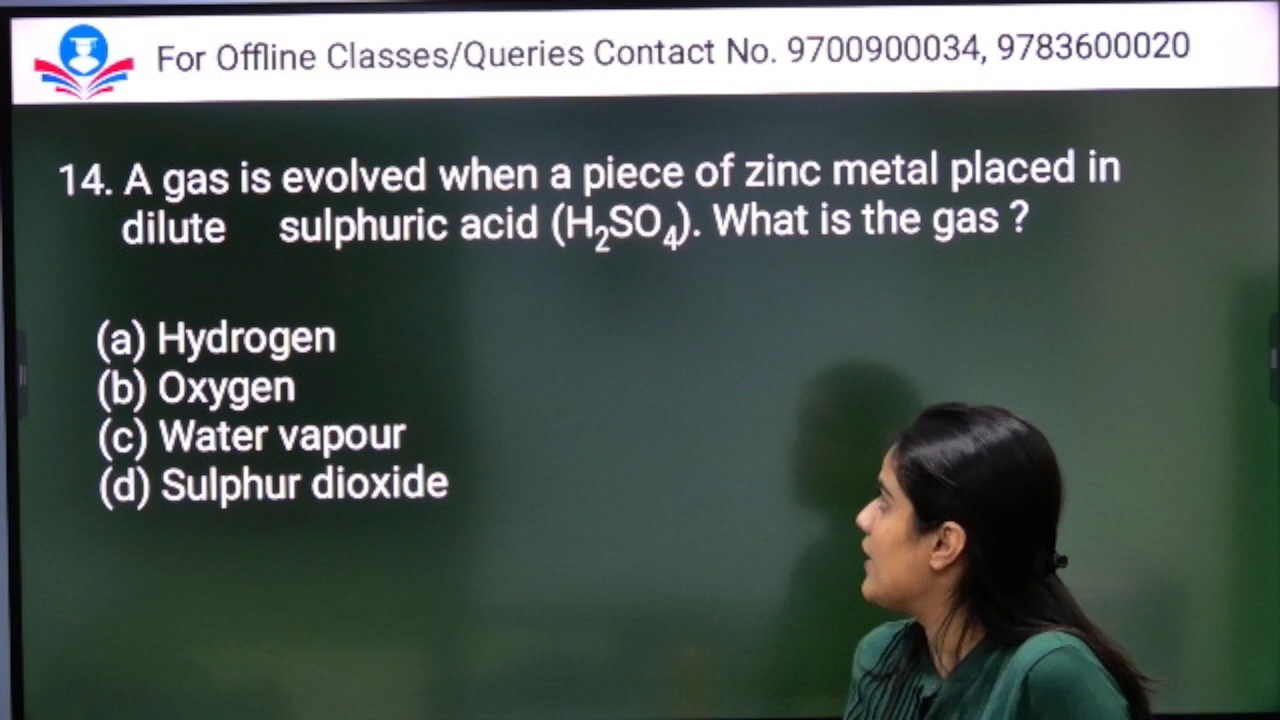 For Offline Classes/Queries Contact No. 9700900034, 9783600020
14. A gas is evolved when a piece of zinc metal placed in
dilute sulphuric acid (H₂SO₄). What is the gas ?
(a) Hydrogen
(b) Oxygen
(c) Water vapour
(d) Sulphur dioxide